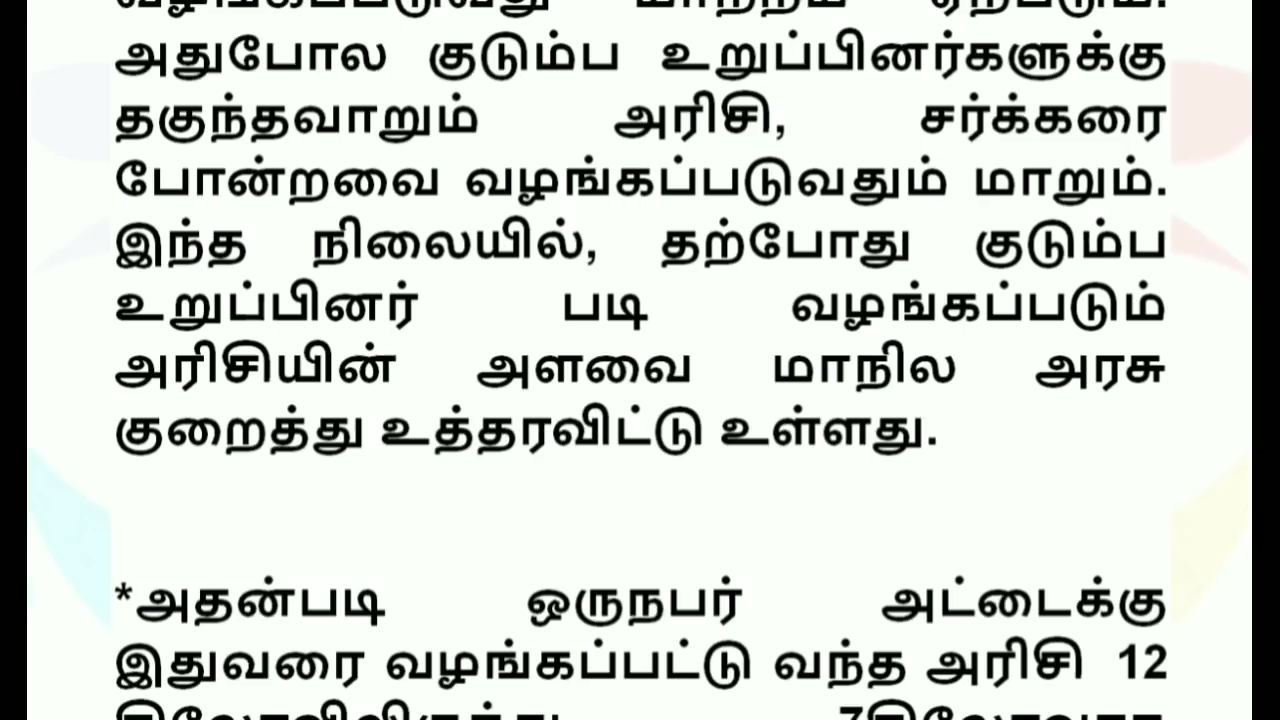 அதுபோல குடும்ப உறுப்பினர்களுக்கு
தகுந்தவாறும் அரிசி, சர்க்கரை
போன்றவை வழங்கப்படுவதும் மாறும்.
இந்த நிலையில், தற்போது குடும்ப
உறுப்பினர் படி வழங்கப்படும்
அரிசியின் அளவை மாநில அரசு
குறைத்து உத்தரவிட்டு உள்ளது.
*அதன்படி ஒருநபர் அட்டைக்கு
இதுவரை வழங்கப்பட்டு வந்த அரிசி 12